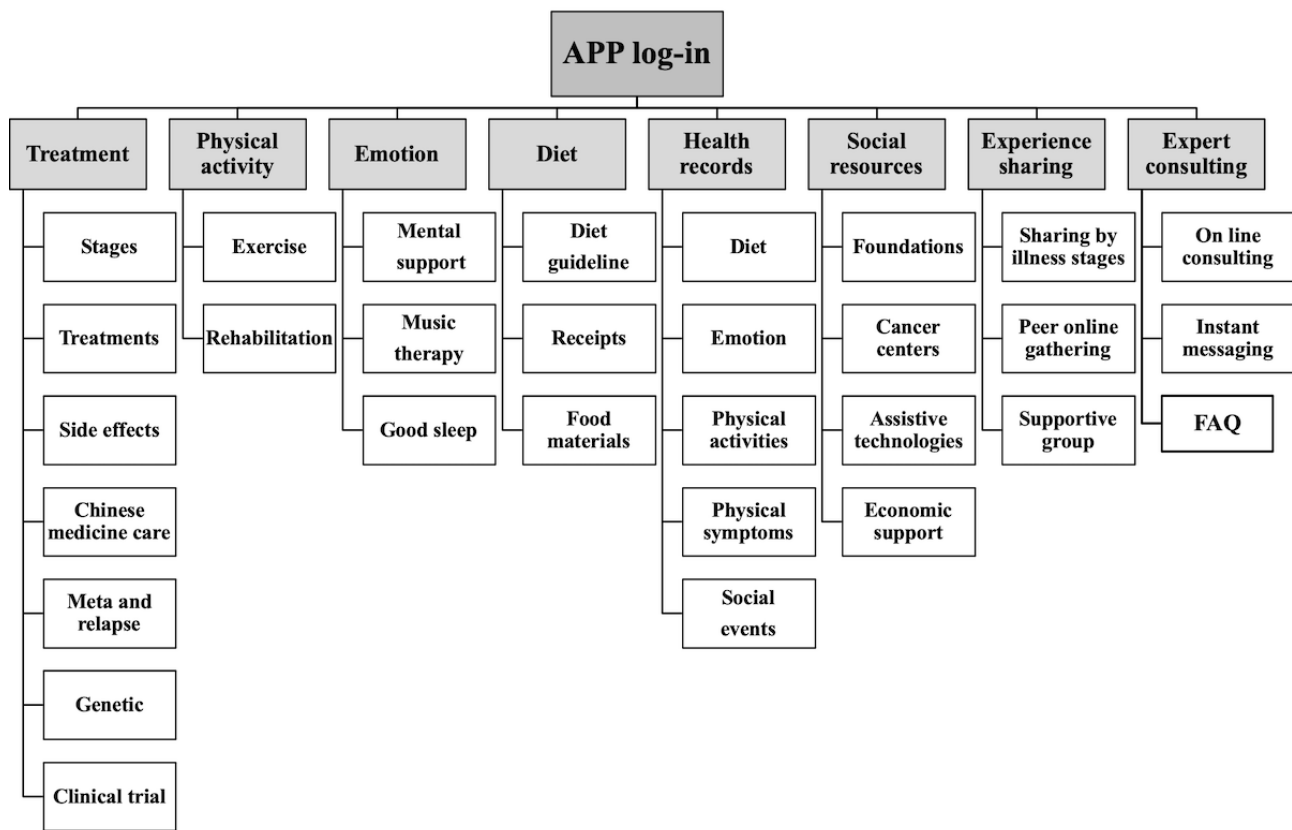 APP log-in
Treatment
Physical
activity
Emotion
Diet
Health
records
Social
resources
Experience
sharing
Expert
consulting
Stages
Treatments
Side effects
Chinese
medicine care
Meta and
relapse
Genetic
Clinical trial
Exercise
Rehabilitation
Mental
support
Music
therapy
Good sleep
Diet
guideline
Receipts
Food
materials
Diet
Emotion
Physical
activities
Physical
symptoms
Social
events
Foundations
Cancer
centers
Assistive
technologies
Economic
support
Sharing by
illness stages
Peer online
gathering
Supportive
group
On line
consulting
Instant
messaging
FAQ